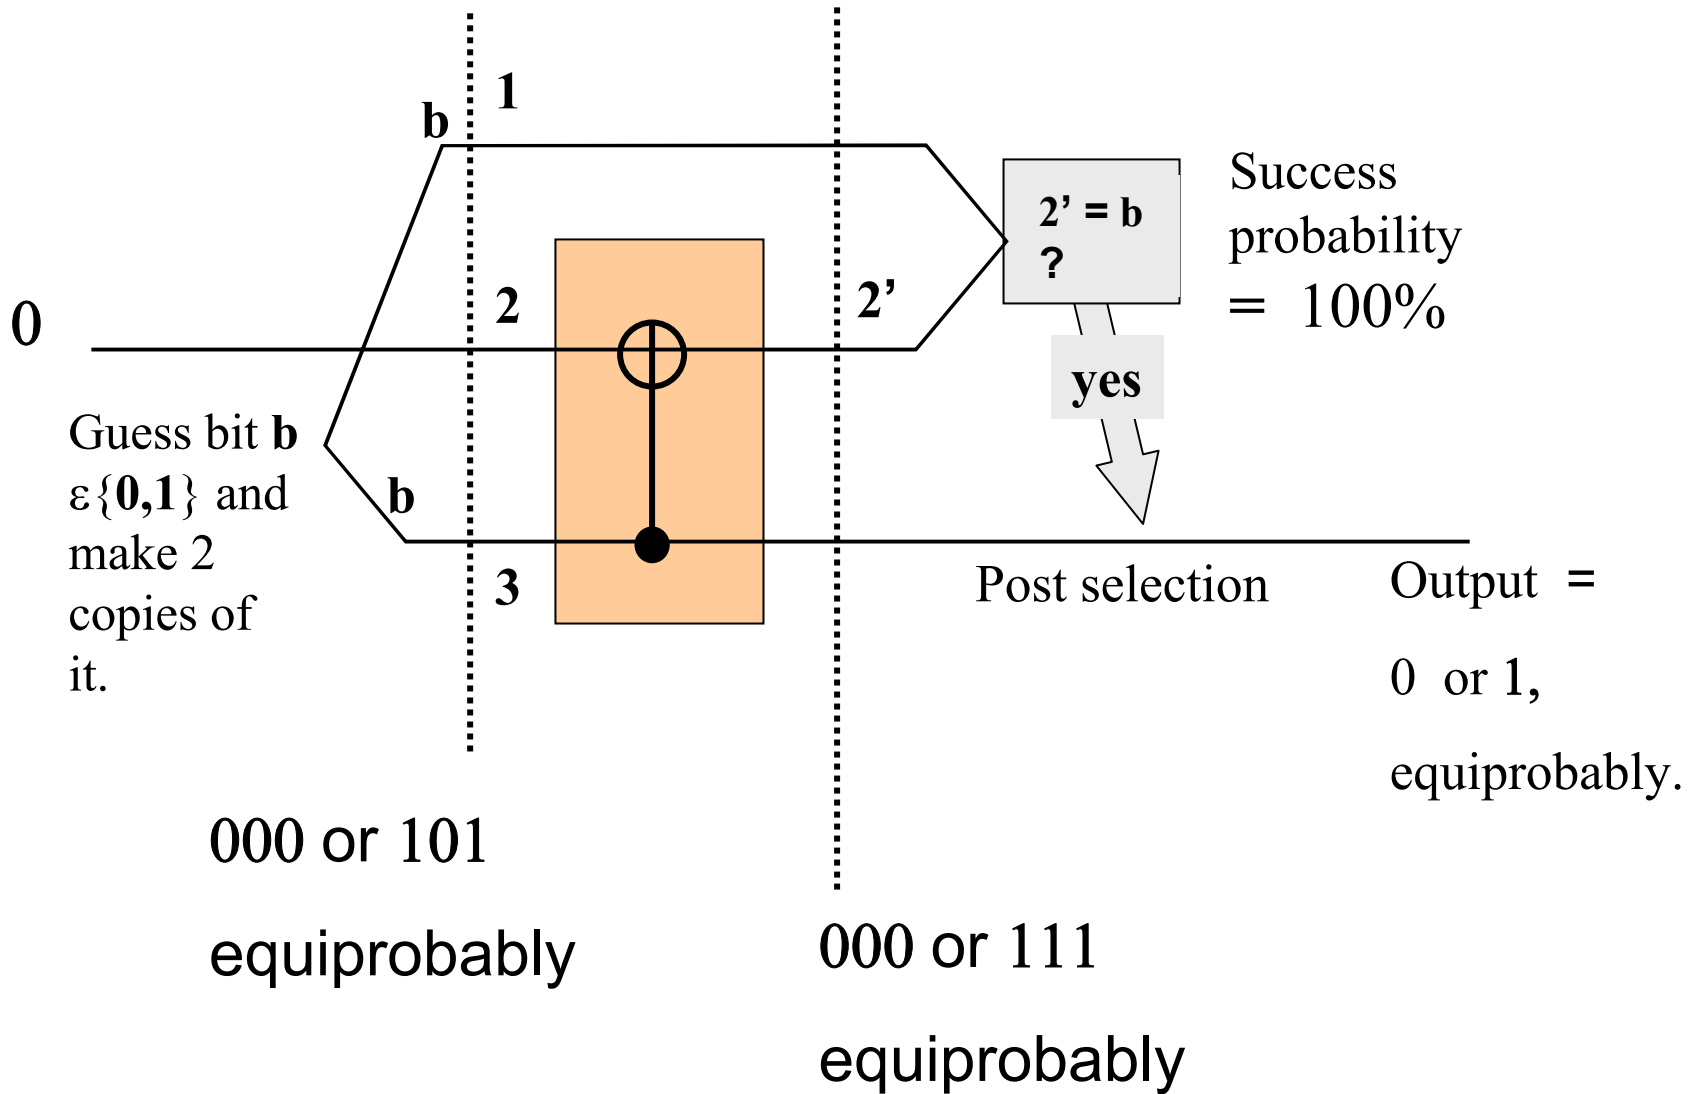 1
b
Success
probability
= 100%
2’ = b
?
2
2’
0
yes
Guess bit b
ε{0,1} and
make 2
copies of
it.
b
3
Post selection
Output =
0 or 1,
equiprobably.
000 or 101
equiprobably
000 or 111
equiprobably